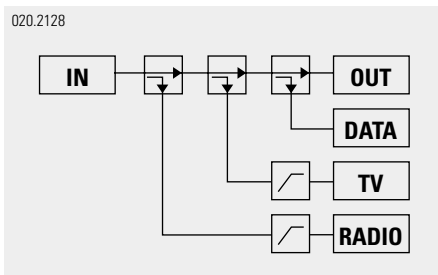 020.2128
IN
OUT
DATA
TV
RADIO